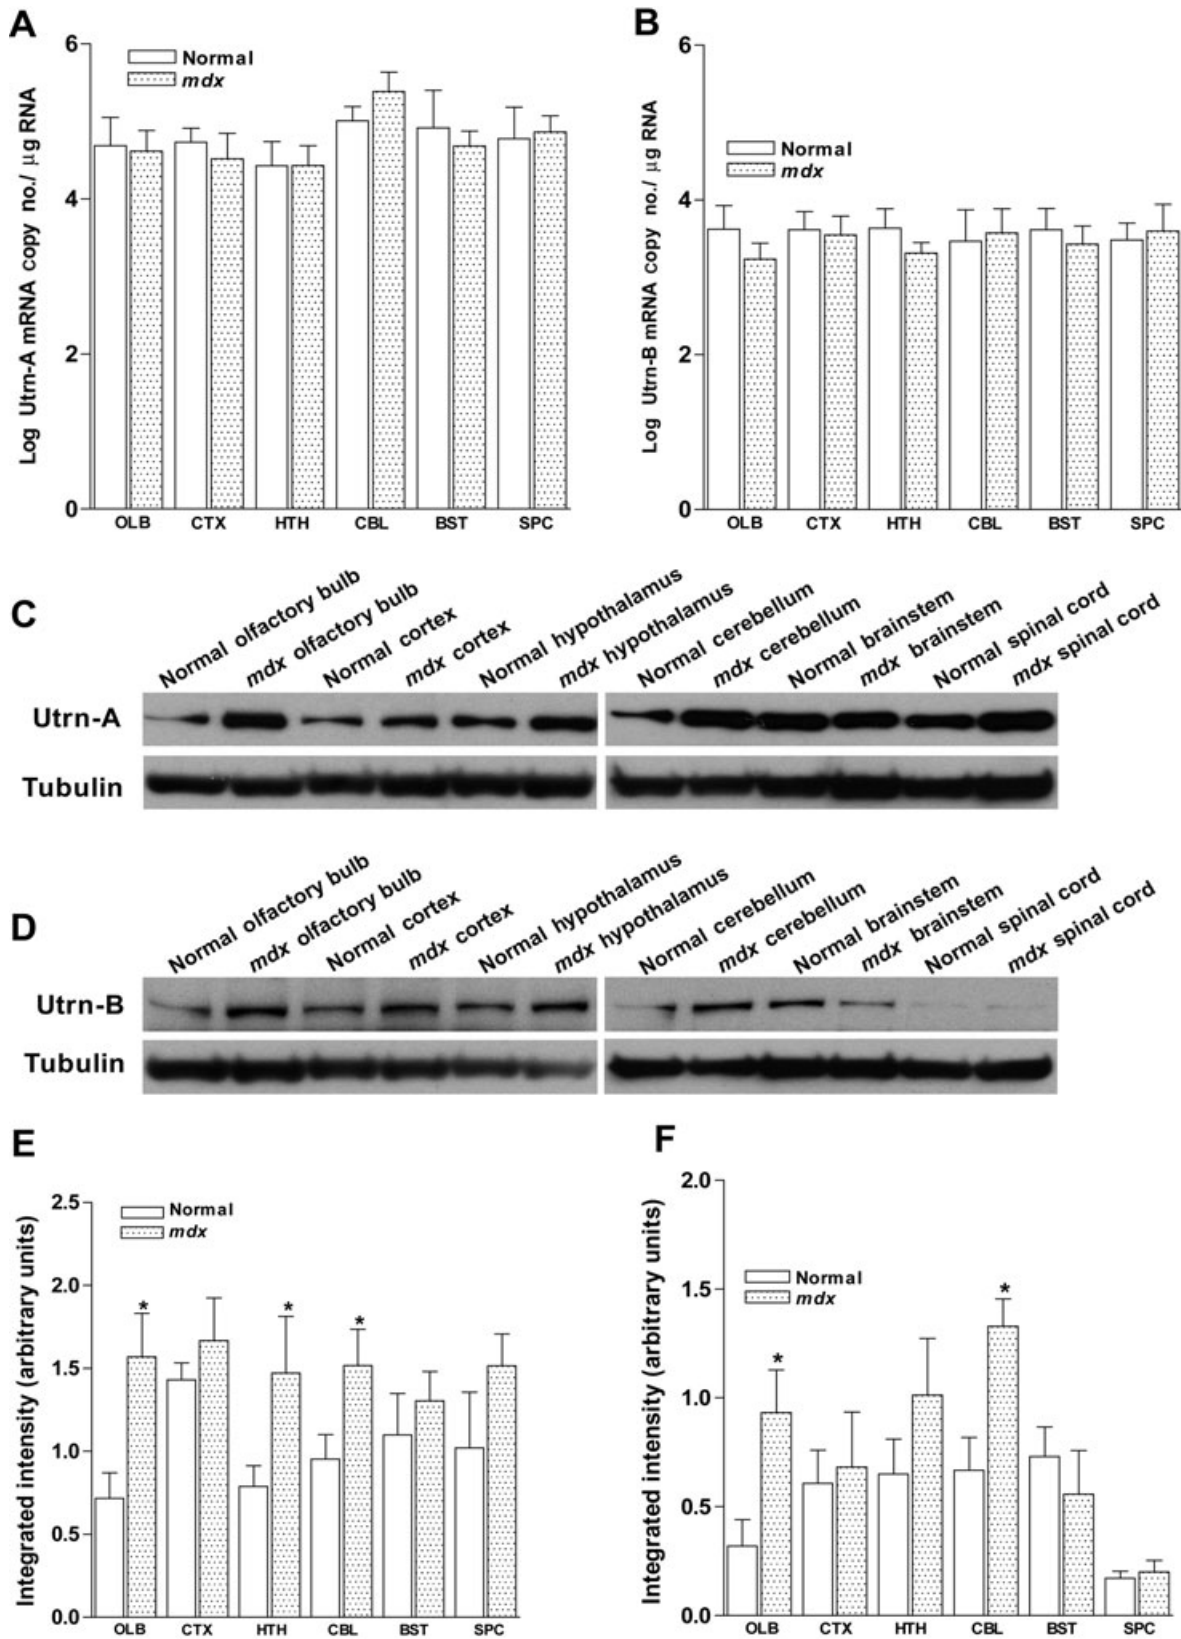 A
6
4
2
0
Log Utrn-A mRNA copy no./ µg RNA
Normal
mdx
OLB CTX HTH CBL BST SPC
B
6
4
2
0
Log Utrn-B mRNA copy no./ µg RNA
Normal
mdx
OLB CTX HTH CBL BST SPC
C
Normal olfactory bulb
mdx olfactory bulb
Normal cortex
mdx cortex
Normal hypothalamus
mdx hypothalamus
Normal cerebellum
mdx cerebellum
Normal brainstem
mdx brainstem
Normal spinal cord
mdx spinal cord
Utrn-A
Tubulin
D
Normal olfactory bulb
mdx olfactory bulb
Normal cortex
mdx cortex
Normal hypothalamus
mdx hypothalamus
Normal cerebellum
mdx cerebellum
Normal brainstem
mdx brainstem
Normal spinal cord
mdx spinal cord
Utrn-B
Tubulin
E
2.5
2.0
1.5
1.0
0.5
0.0
Integrated intensity (arbitrary units)
Normal
mdx
* * *
OLB CTX HTH CBL BST SPC
F
2.0
1.5
1.0
0.5
0.0
Integrated intensity (arbitrary units)
Normal
mdx
* *
OLB CTX HTH CBL BST SPC